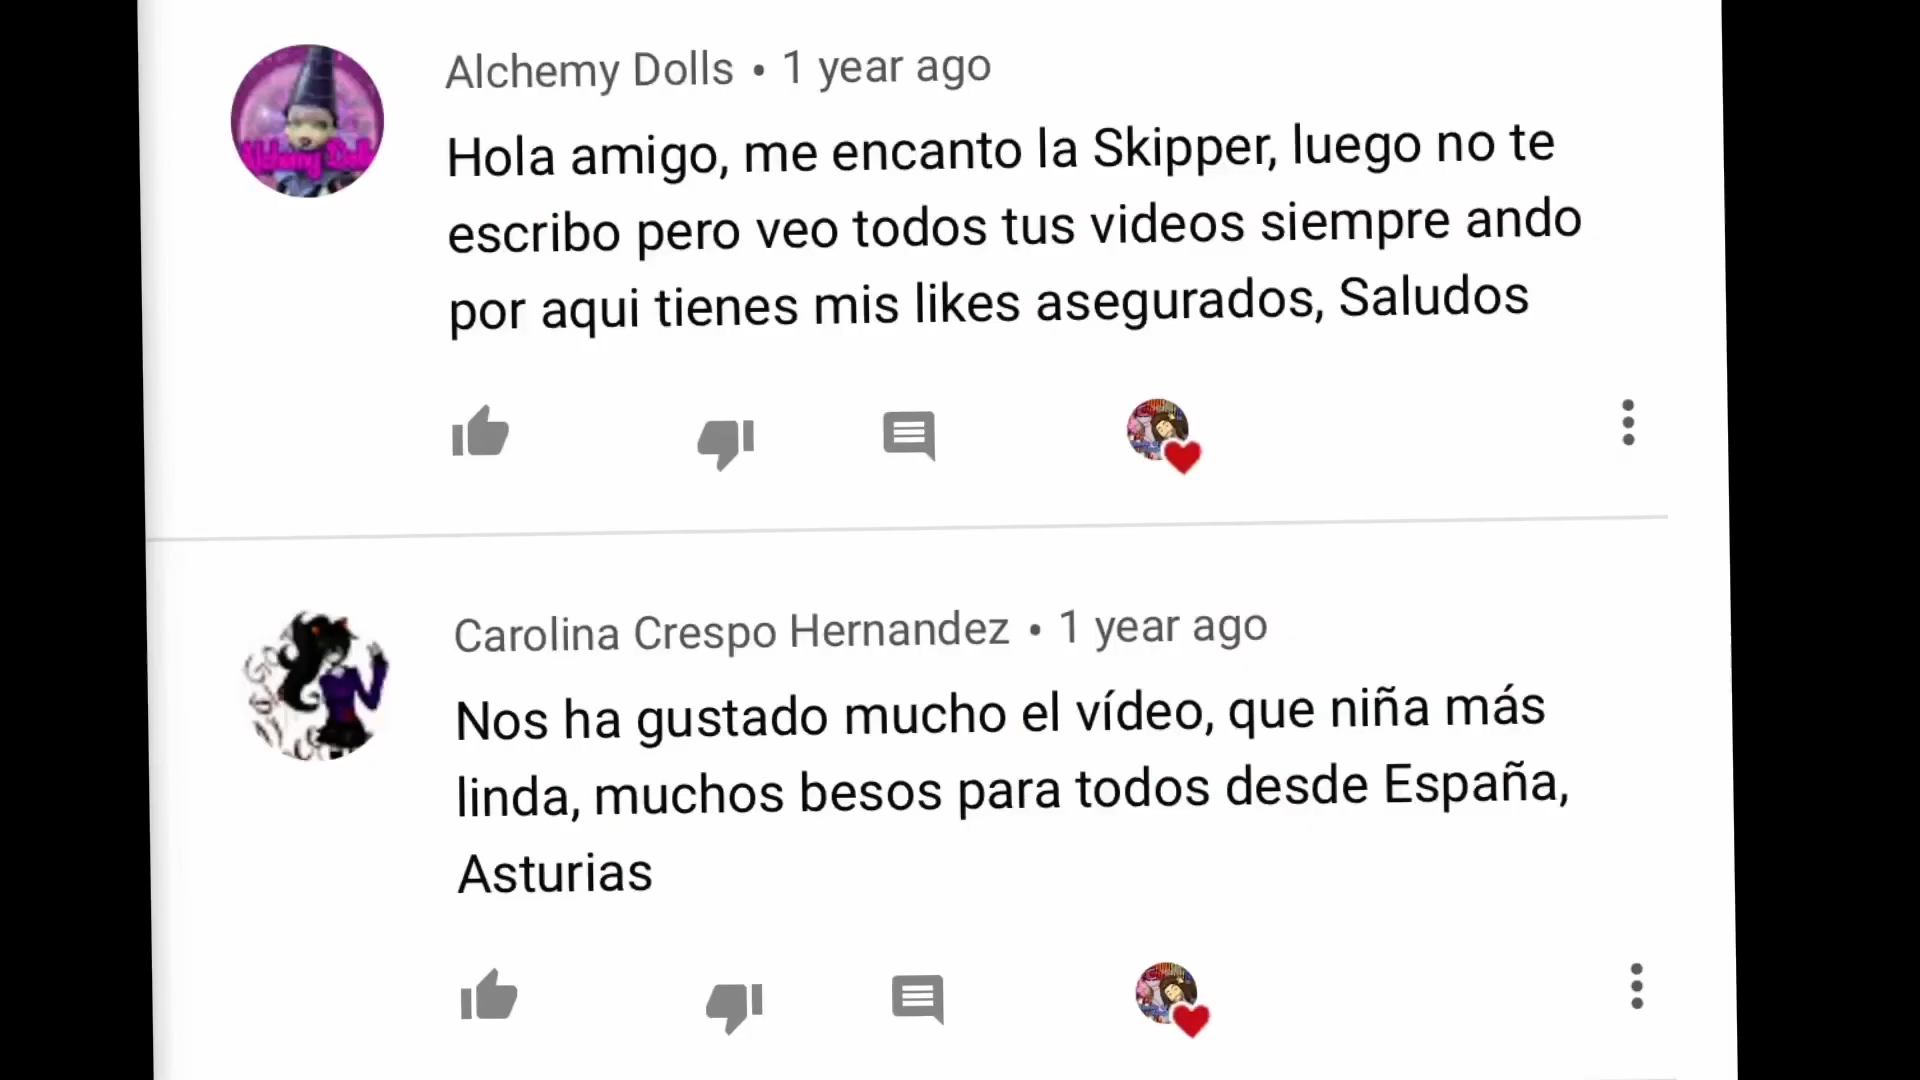 Alchemy Dolls • 1 year ago
Hola amigo, me encanto la Skipper, luego no te
escribo pero veo todos tus videos siempre ando
por aqui tienes mis likes asegurados, Saludos
Carolina Crespo Hernandez • 1 year ago
Nos ha gustado mucho el vídeo, que niña más
linda, muchos besos para todos desde España,
Asturias